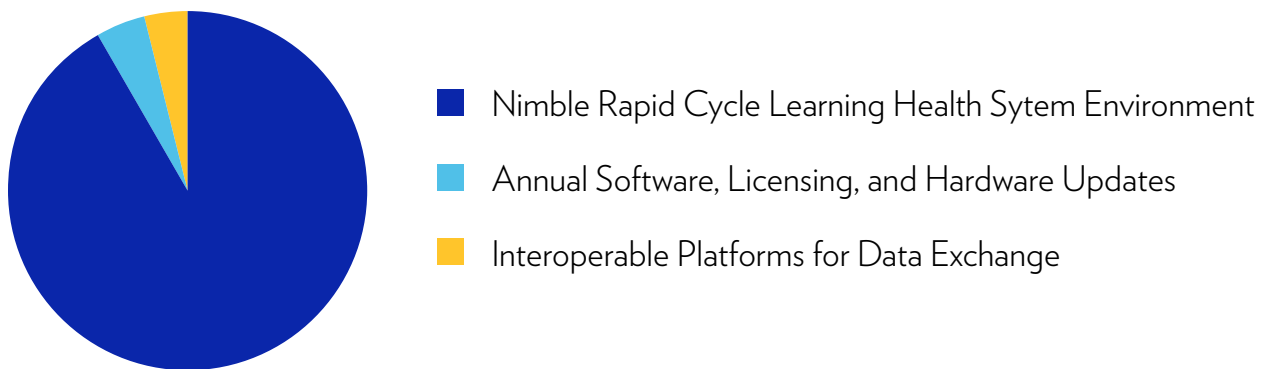 Nimble Rapid Cycle Learning Health Sytem Environment
Annual Software, Licensing, and Hardware Updates
Interoperable Platforms for Data Exchange